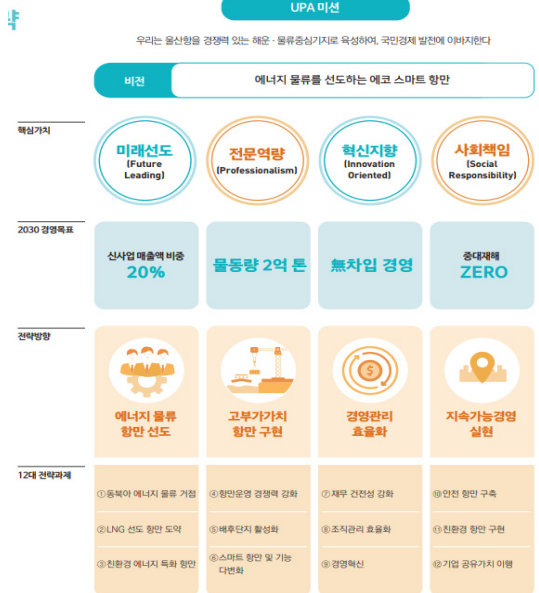 UPA 미션
우리는 울산항을 경쟁력 있는 해운·물류중심기지로 육성하여, 국민경제 발전에 이바지한다
비전
에너지 물류를 선도하는 에코 스마트 항만
핵심가치
미래선도
(Future
Leading)
전문역량
(Professionalism)
혁신지향
(Innovation
Oriented)
사회책임
(Social
Responsibility)
2030 경영목표
신사업 매출액 비중
20%
물동량 2억 톤
無차입 경영
중대재해
ZERO
전략방향
$
에너지 물류
항만 선도
고부가가치
항만 구현
경영관리
효율화
지속가능경영
실현
12대 전략과제
①동북아 에너지 물류 거점
②LNG 선도 항만 도약
③친환경 에너지 특화 항만
④항만운영 경쟁력 강화
⑤배후단지 활성화
⑥스마트 항만 및 기능
다변화
⑦재무 건전성 강화
⑧조직관리 효율화
⑨경영혁신
⑩안전 항만 구축
⑪친환경 항만 구현
⑫기업 공유가치 이행